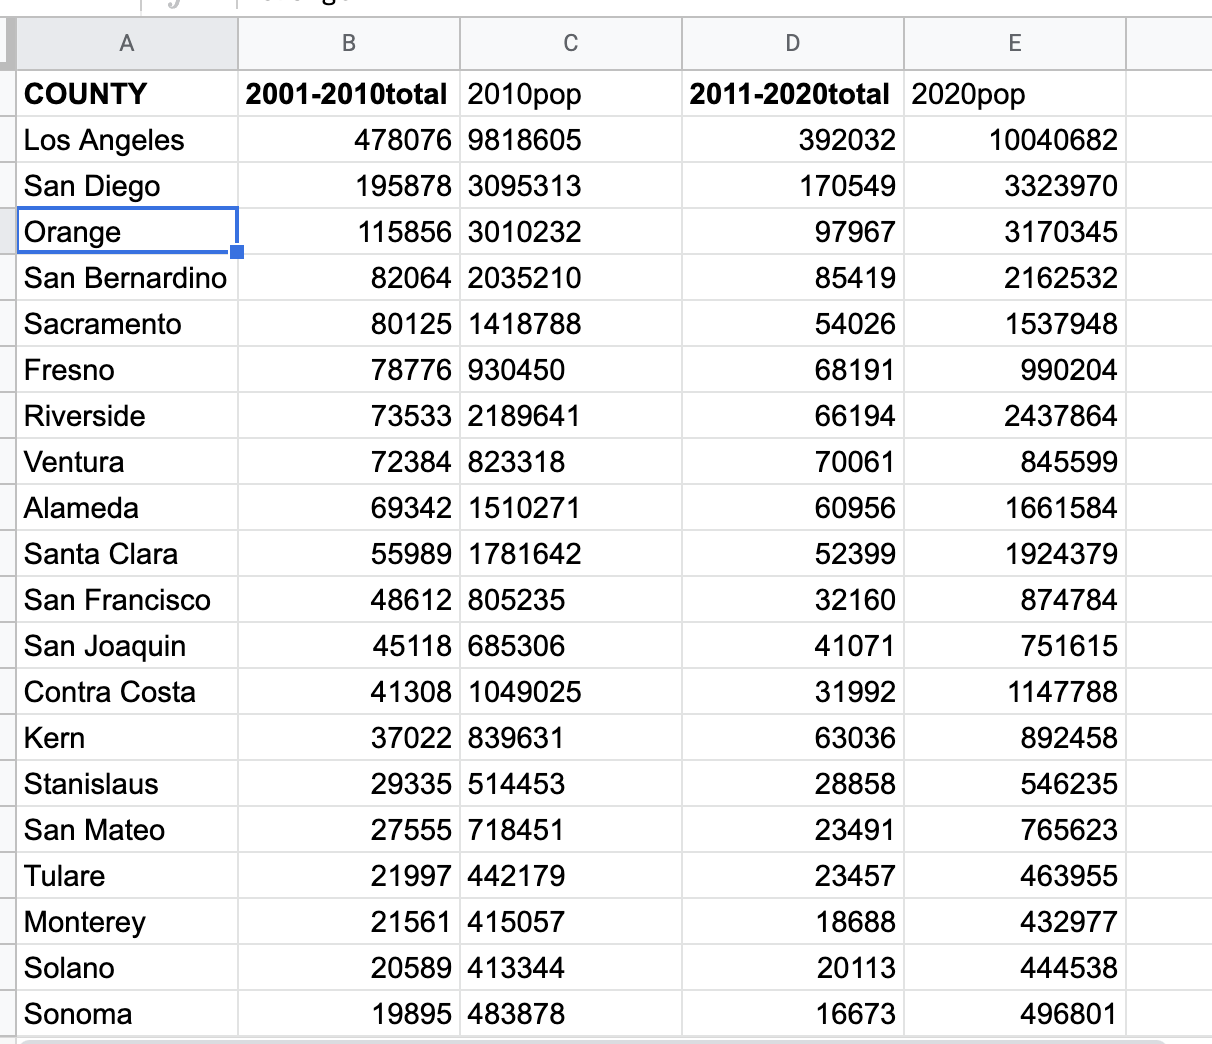 A B C D E
COUNTY 2001-2010total 2010pop 2011-2020total 2020pop
Los Angeles 478076 9818605 392032 10040682
San Diego 195878 3095313 170549 3323970
Orange 115856 3010232 97967 3170345
San Bernardino 82064 2035210 85419 2162532
Sacramento 80125 1418788 54026 1537948
Fresno 78776 930450 68191 990204
Riverside 73533 2189641 66194 2437864
Ventura 72384 823318 70061 845599
Alameda 69342 1510271 60956 1661584
Santa Clara 55989 1781642 52399 1924379
San Francisco 48612 805235 32160 874784
San Joaquin 45118 685306 41071 751615
Contra Costa 41308 1049025 31992 1147788
Kern 37022 839631 63036 892458
Stanislaus 29335 514453 28858 546235
San Mateo 27555 718451 23491 765623
Tulare 21997 442179 23457 463955
Monterey 21561 415057 18688 432977
Solano 20589 413344 20113 444538
Sonoma 19895 483878 16673 496801